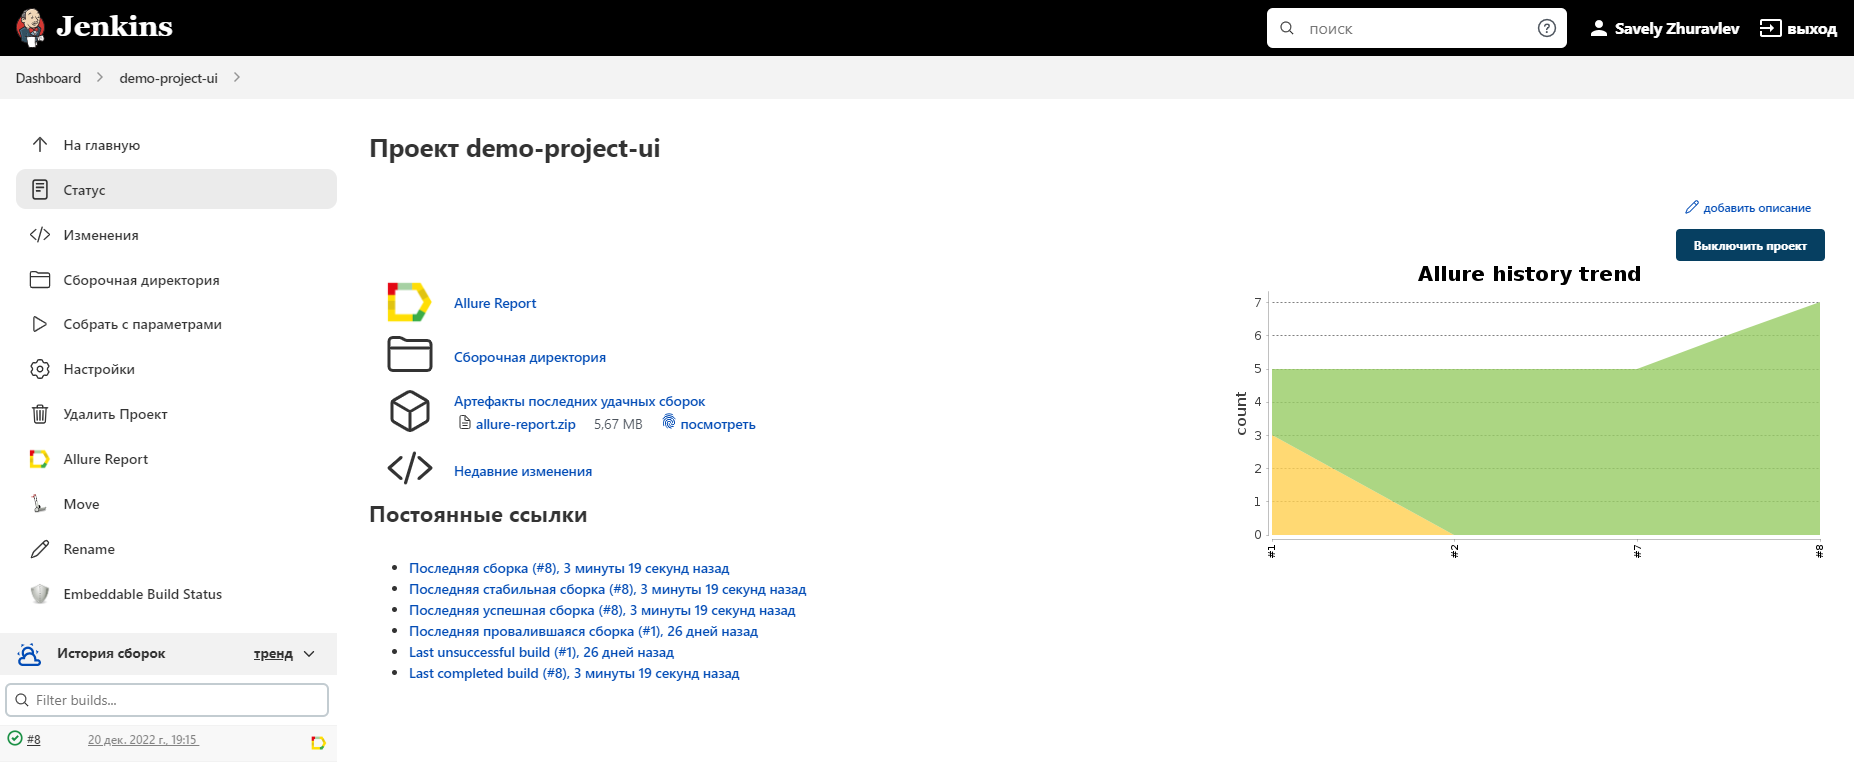 Jenkins
поиск
Savely Zhuravlev
выход
Dashboard
demo-project-ui
На главную
Статус
Изменения
Сборочная директория
Собрать с параметрами
Настройки
Удалить Проект
Allure Report
Move
Rename
Embeddable Build Status
История сборок
тренд
Filter builds...
#8
20 дек. 2022 г., 19:15
Проект demo-project-ui
добавить описание
Выключить проект
Allure Report
Сборочная директория
Артефакты последних удачных сборок
allure-report.zip 5,67 MB посмотреть
Недавние изменения
Постоянные ссылки
Последняя сборка (#8), 3 минуты 19 секунд назад
Последняя стабильная сборка (#8), 3 минуты 19 секунд назад
Последняя успешная сборка (#8), 3 минуты 19 секунд назад
Последняя провалившаяся сборка (#1), 26 дней назад
Last unsuccessful build (#1), 26 дней назад
Last completed build (#8), 3 минуты 19 секунд назад
Allure history trend
count
7
6
5
4
3
2
1
0
#1
#2
#7
#8